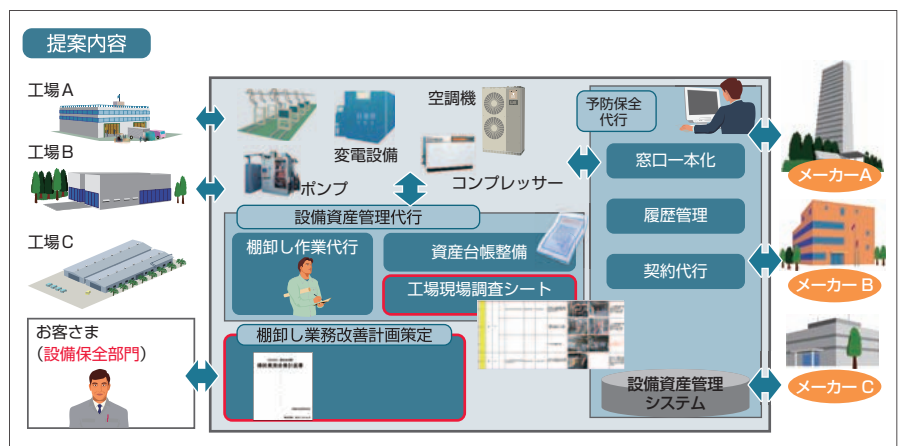 提案内容
工場A
工場B
工場C
お客さま
（設備保全部門）
変電設備
空調機
ポンプ
コンプレッサー
設備資産管理代行
棚卸し作業代行
資産台帳整備
工場現場調査シート
棚卸し業務改善計画策定
予防保全
代行
窓口一本化
履歴管理
契約代行
設備資産管理
システム
メーカーA
メーカーB
メーカーC